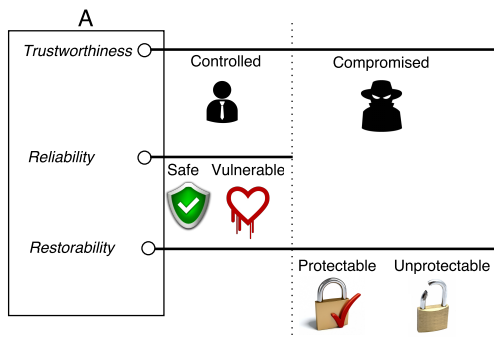 A
Trustworthiness
Controlled
Compromised
Reliability
Safe
Vulnerable
Restorability
Protectable
Unprotectable